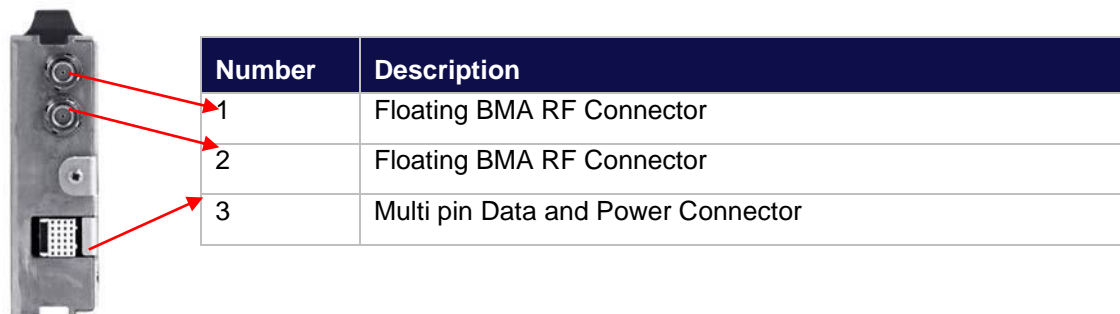 Number Description
1 Floating BMA RF Connector
2 Floating BMA RF Connector
3 Multi pin Data and Power Connector